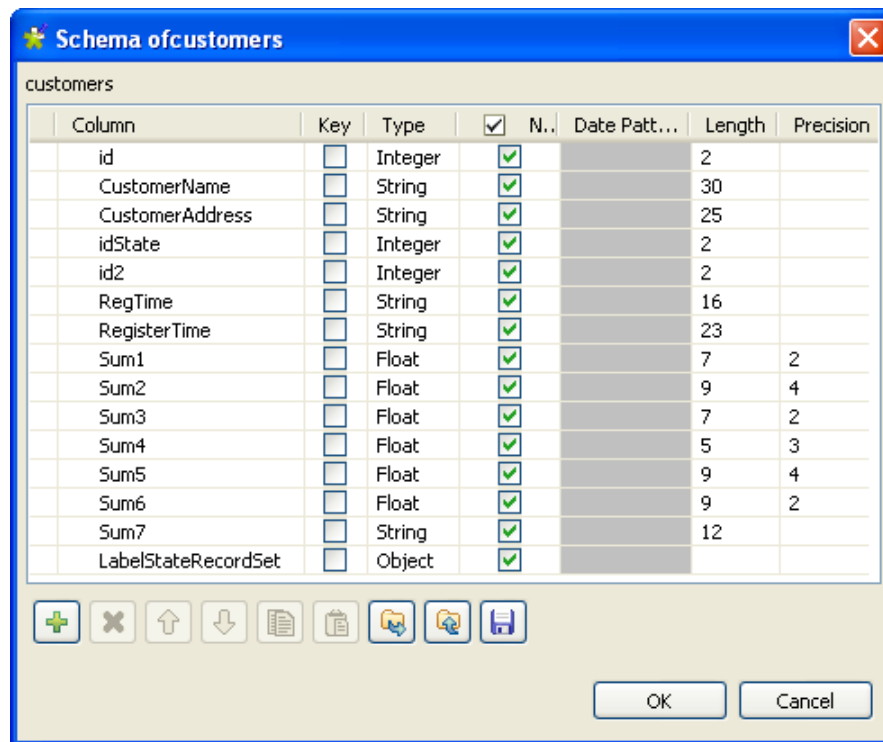 Schema ofcustomers
customers
Column Key Type N.. Date Patt... Length Precision
id Integer 2
CustomerName String 30
CustomerAddress String 25
idState Integer 2
id2 Integer 2
RegTime String 16
RegisterTime String 23
Sum1 Float 7 2
Sum2 Float 9 4
Sum3 Float 7 2
Sum4 Float 5 3
Sum5 Float 9 4
Sum6 Float 9 2
Sum7 String 12
LabelStateRecordSet Object
OK Cancel